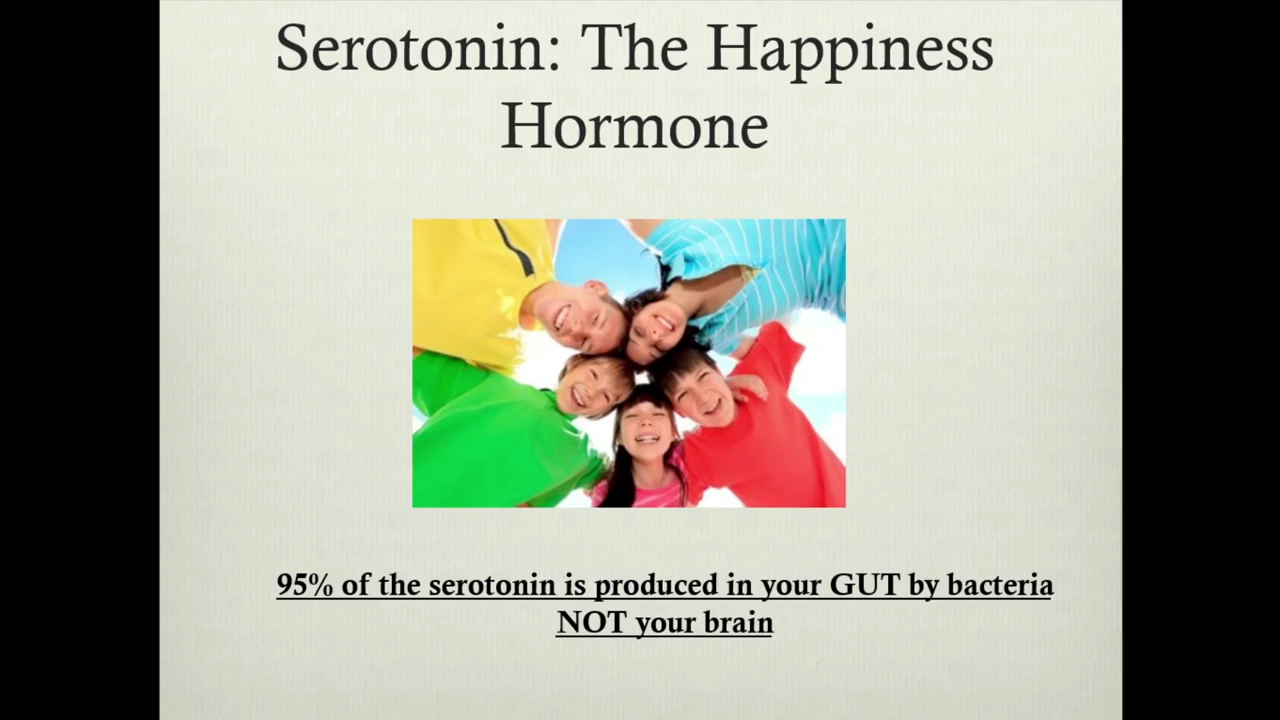 Serotonin: The Happiness
Hormone
95% of the serotonin is produced in your GUT by bacteria
NOT your brain